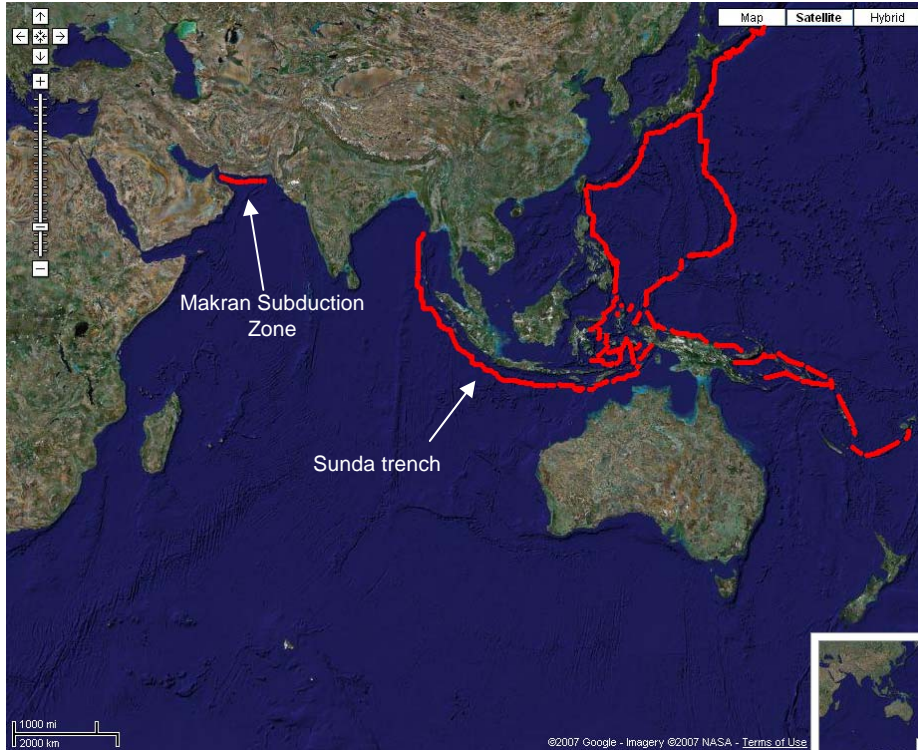 Map Satellite Hybrid
Makran Subduction
Zone
Sunda trench
1000 mi
2000 km
©2007 Google - Imagery ©2007 NASA - Terms of Use